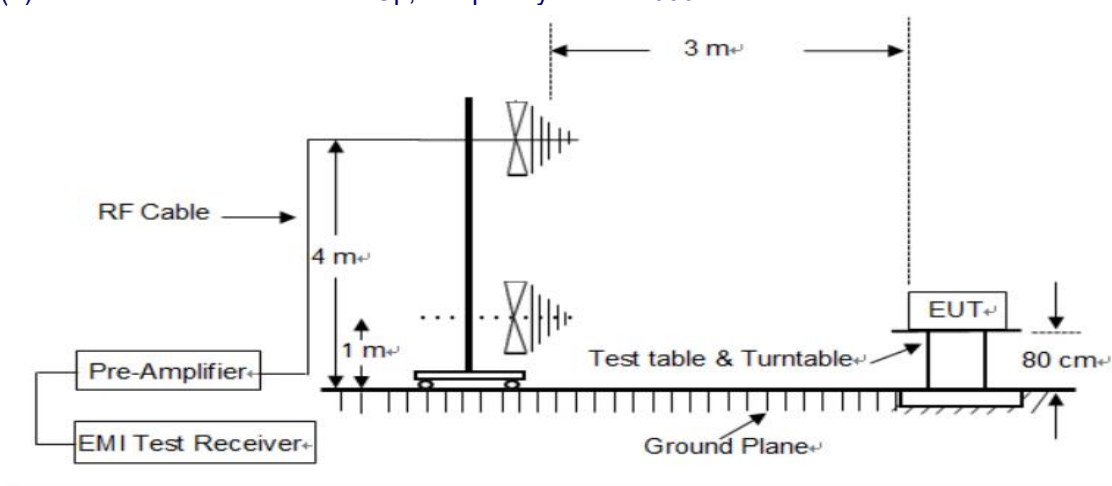 3 m
RF Cable
4 m
EUT
1 m
Test table & Turntable
80 cm
Pre-Amplifier
EMI Test Receiver
Ground Plane